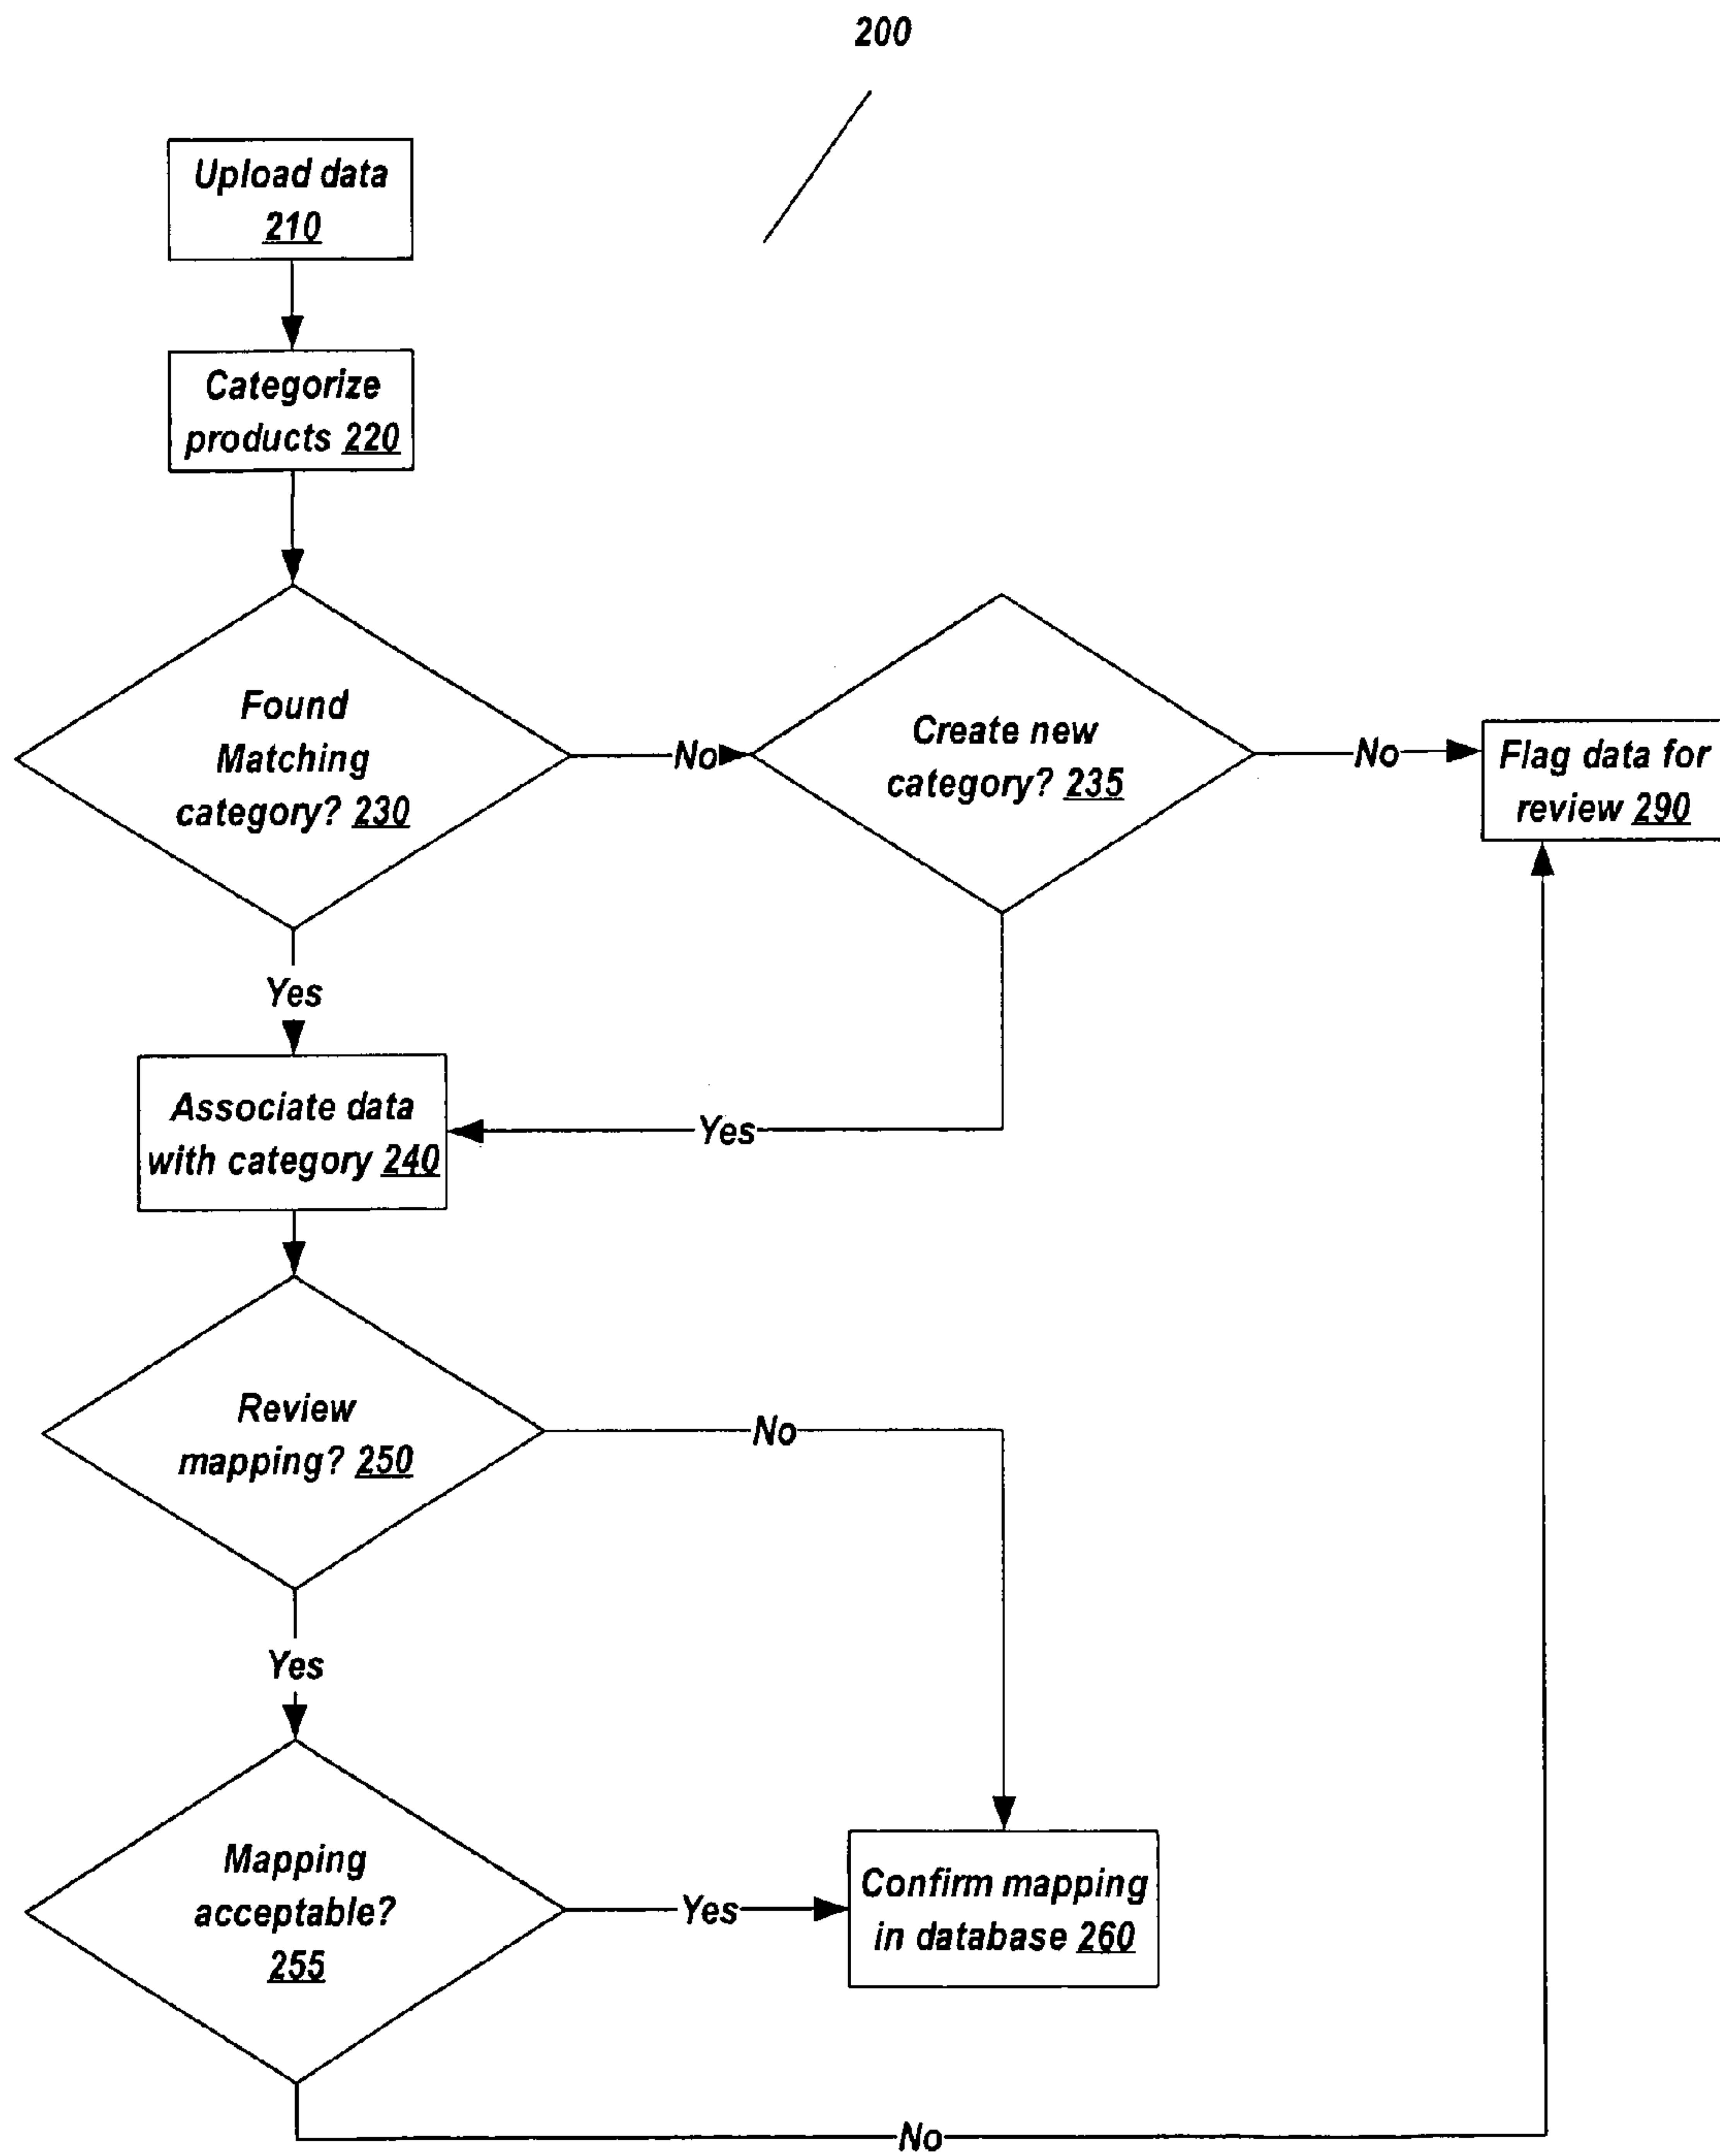 200
Upload data
210
Categorize
products 220
Found
Matching
category? 230
No
Create new
category? 235
No
Flag data for
review 290
Yes
Associate data
with category 240
Yes
Review
mapping? 250
No
Yes
Mapping
acceptable?
255
Yes
Confirm mapping
in database 260
No